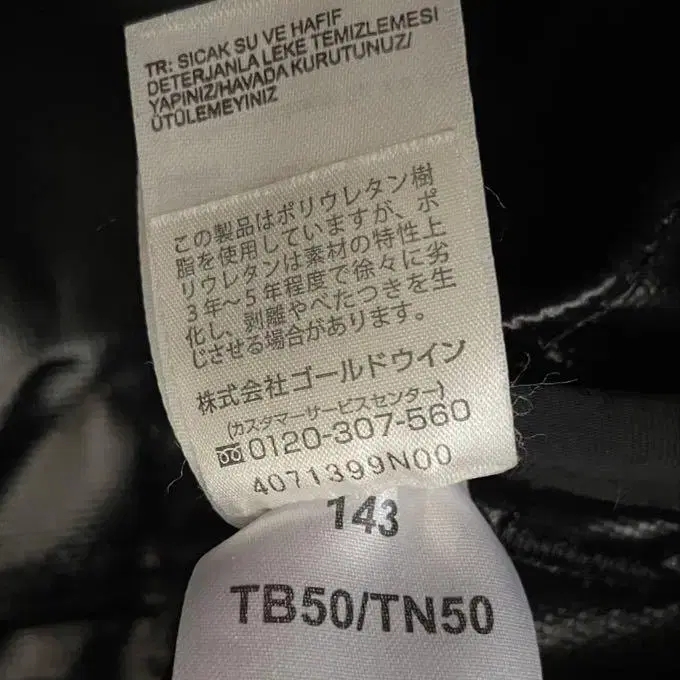 TR: SICAK SU VE HAFIF
DETERJANLA LEKE TEMIZLEMESI
YAPINIZ/HAVADA KURUTUNUZ/
ÜTÜLEMEYINIZ
この製品はポリウレタン樹
脂を使用していますが、ポ
リウレタンは素材の特性上
3年〜5年程度で徐々に劣
化し、剥離やべたつきを生
じさせる場合があります。
株式会社ゴールドウイン
(カスタマーサービスセンター)
0120-307-560
4071399N00
143
TB50/TN50